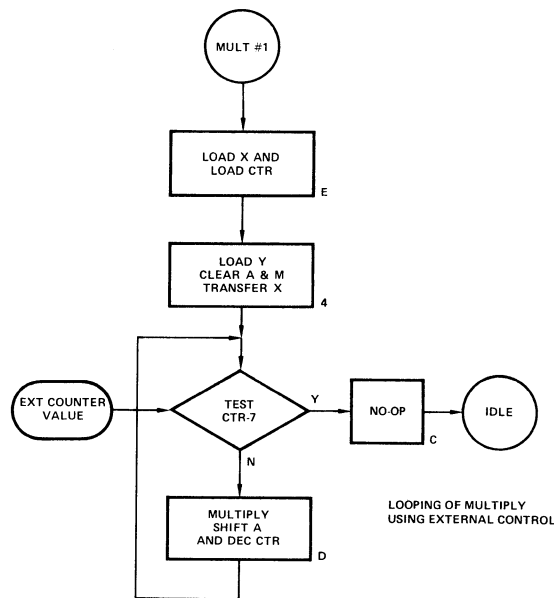 MULT #1
LOAD X AND
LOAD CTR
E
LOAD Y
CLEAR A & M
TRANSFER X
4
EXT COUNTER
VALUE
TEST
CTR-7
Y
NO-OP
C
IDLE
N
MULTIPLY
SHIFT A
AND DEC CTR
D
LOOPING OF MULTIPLY
USING EXTERNAL CONTROL